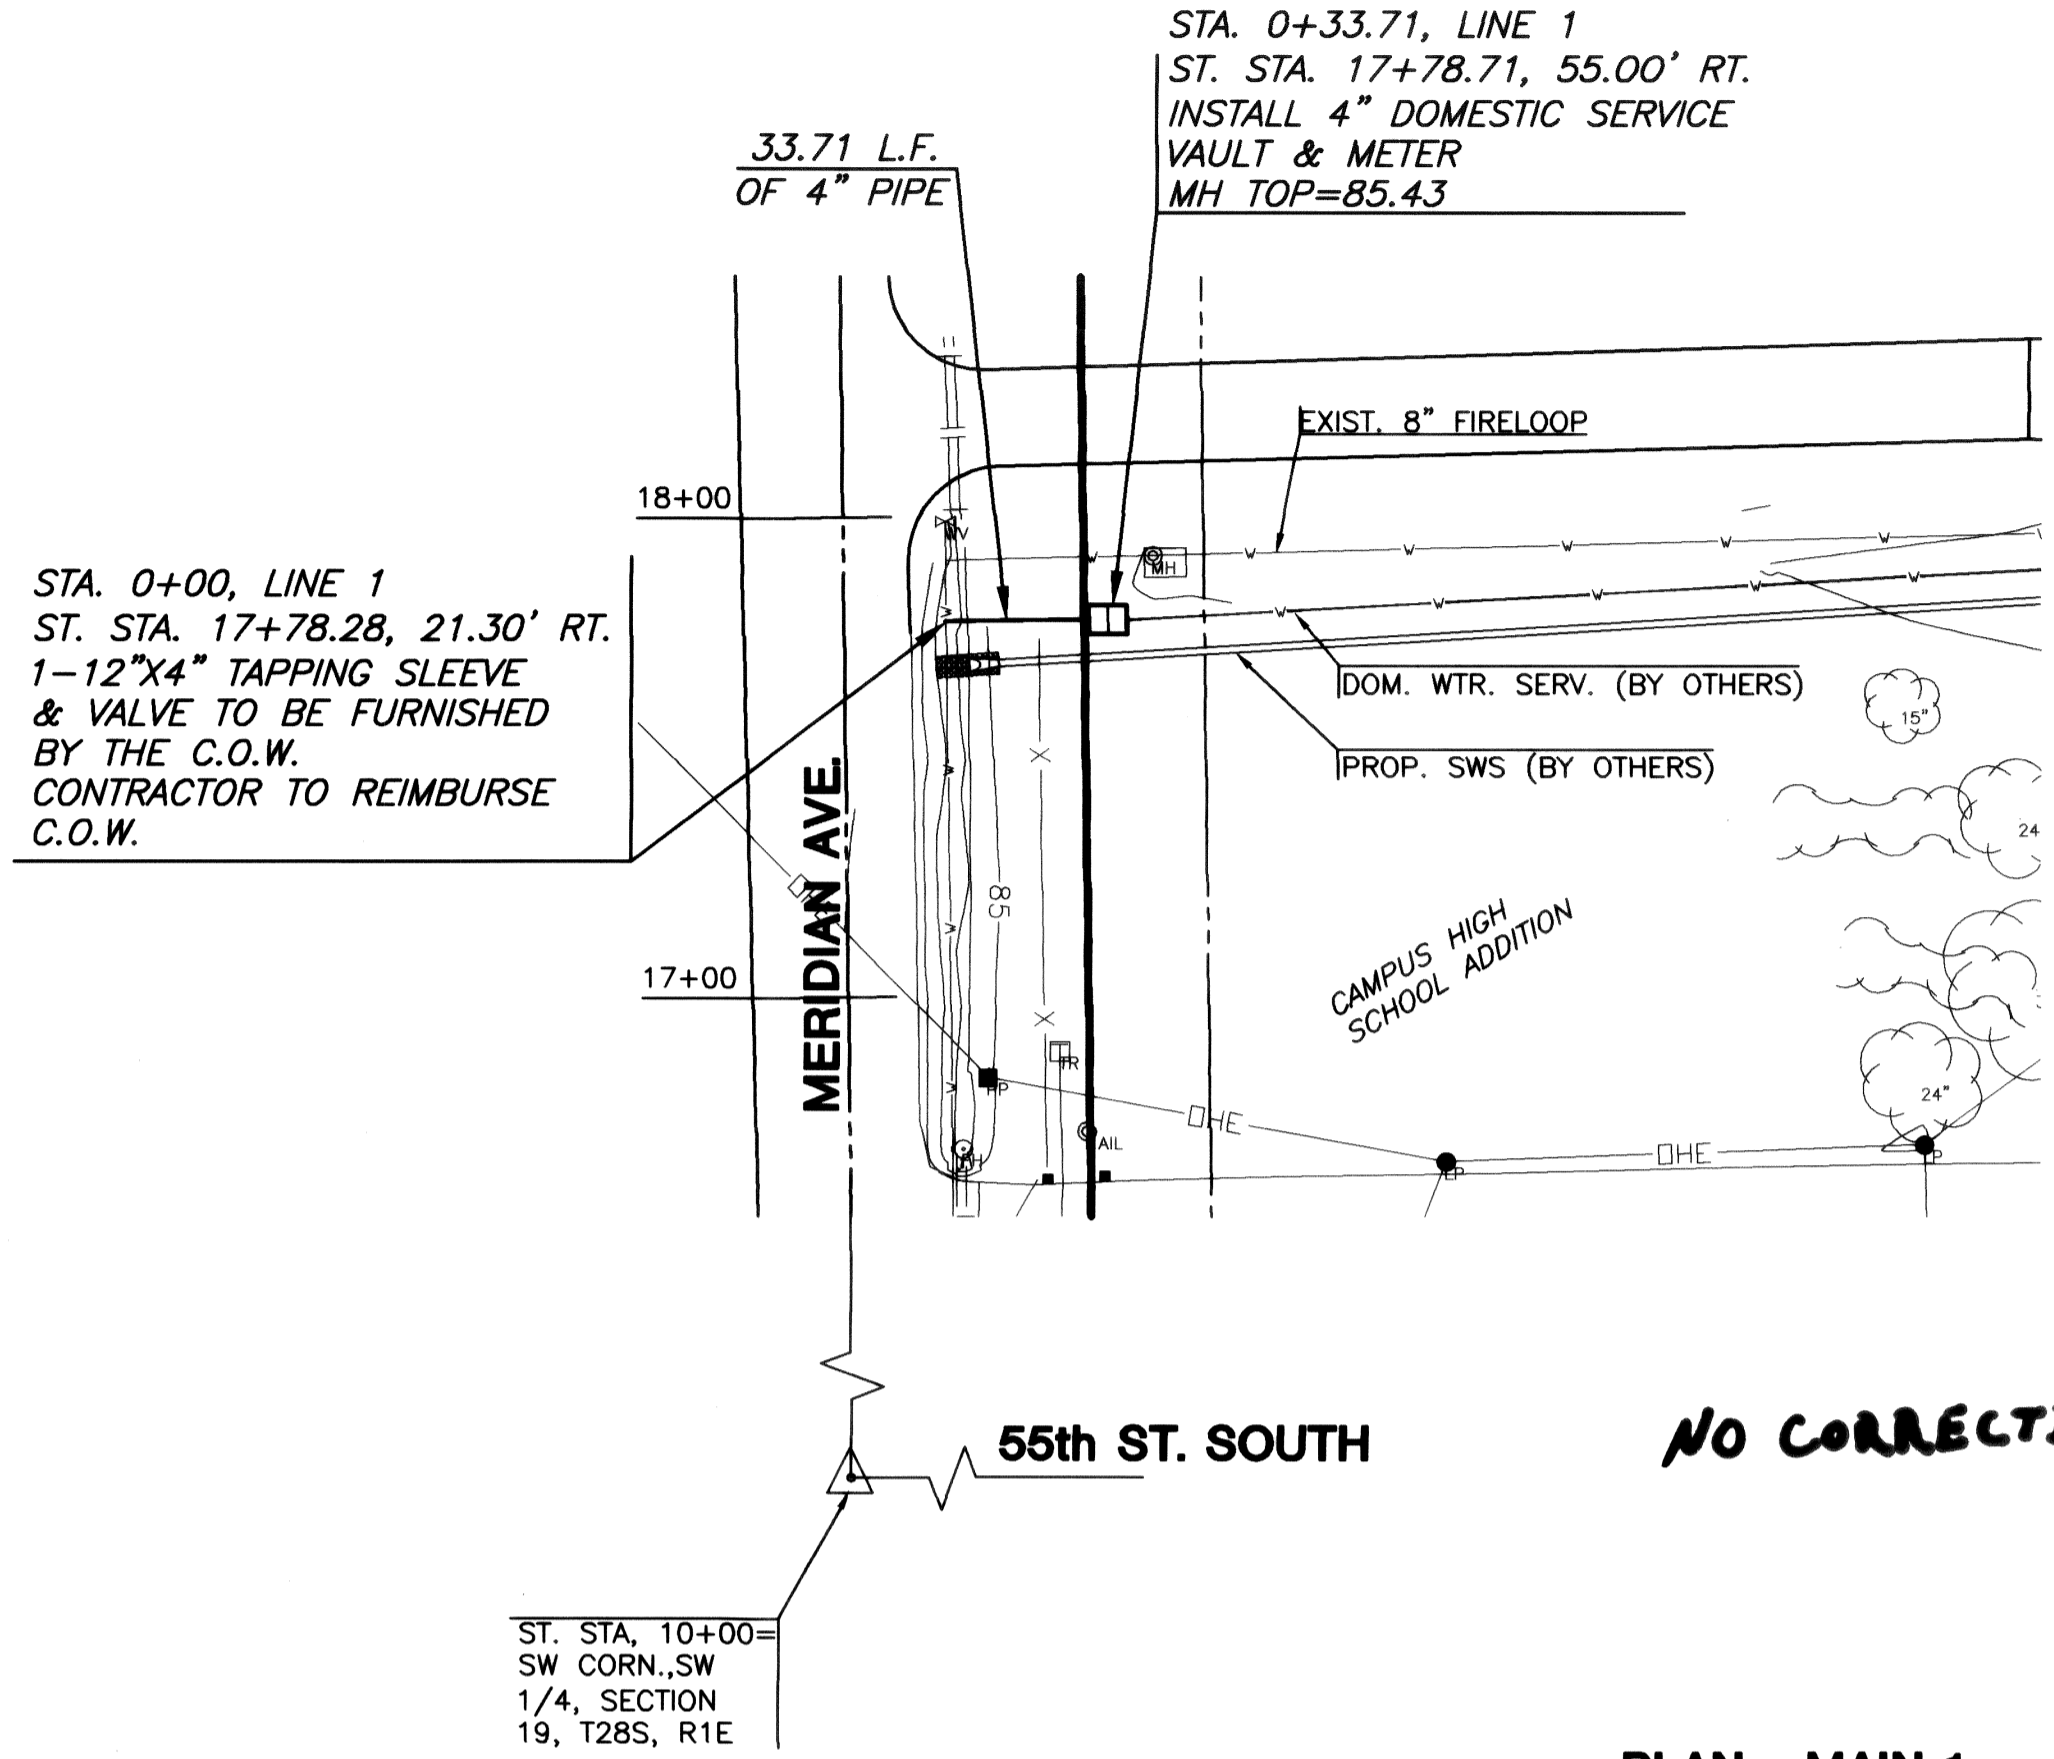 STA. 0+33.71, LINE 1
ST. STA. 17+78.71, 55.00' RT.
INSTALL 4" DOMESTIC SERVICE
VAULT & METER
MH TOP=85.43
33.71 L.F.
OF 4" PIPE
EXIST. 8" FIRELOOP
18+00
WV
W
W
W
W
W
W
MH
STA. 0+00, LINE 1
ST. STA. 17+78.28, 21.30' RT.
1-12"X4" TAPPING SLEEVE
& VALVE TO BE FURNISHED
BY THE C.O.W.
CONTRACTOR TO REIMBURSE
C.O.W.
W
W
W
W
W
W
DOM. WTR. SERV. (BY OTHERS)
15"
PROP. SWS (BY OTHERS)
X
W
24
MERIDIAN AVE.
85
W
CAMPUS HIGH
SCHOOL ADDITION
17+00
X
TR
PP
W
24"
OHE
AIL
OHE
LP
55th ST. SOUTH
NO CORRECTI
ST. STA, 10+00=
SW CORN.,SW
1/4, SECTION
19, T28S, R1E